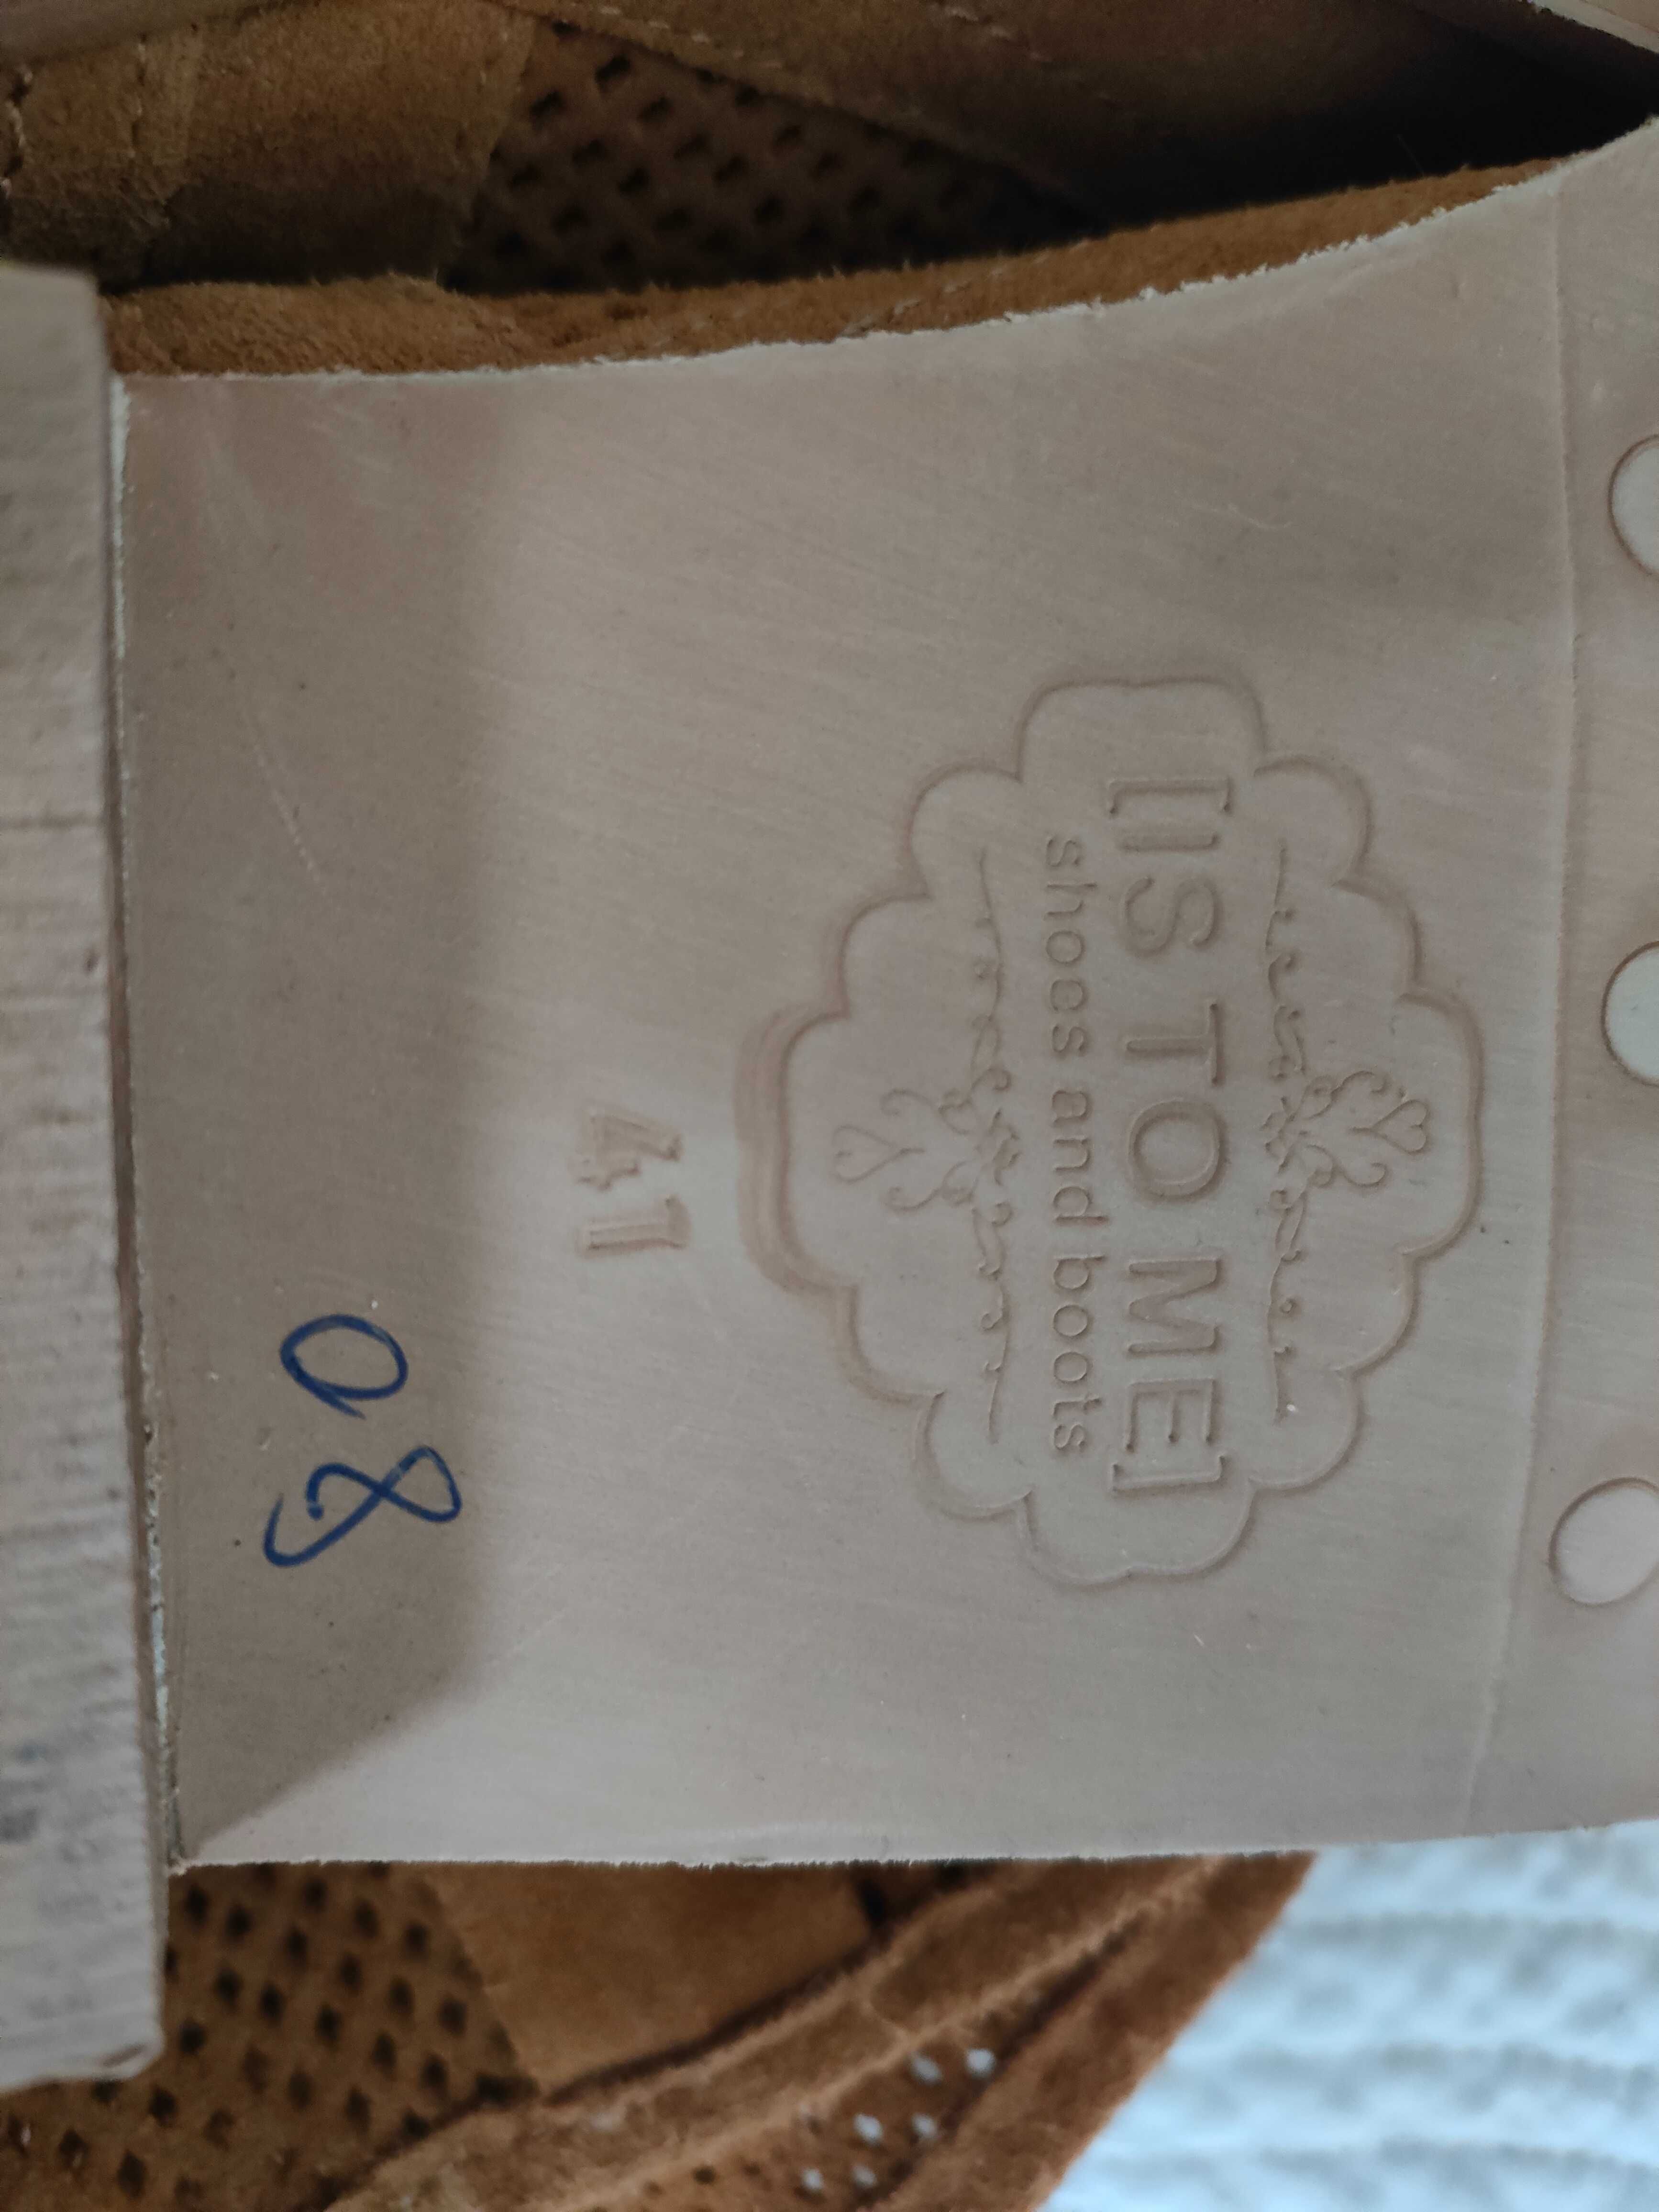 [IS TO ME]
shoes and boots
41
08